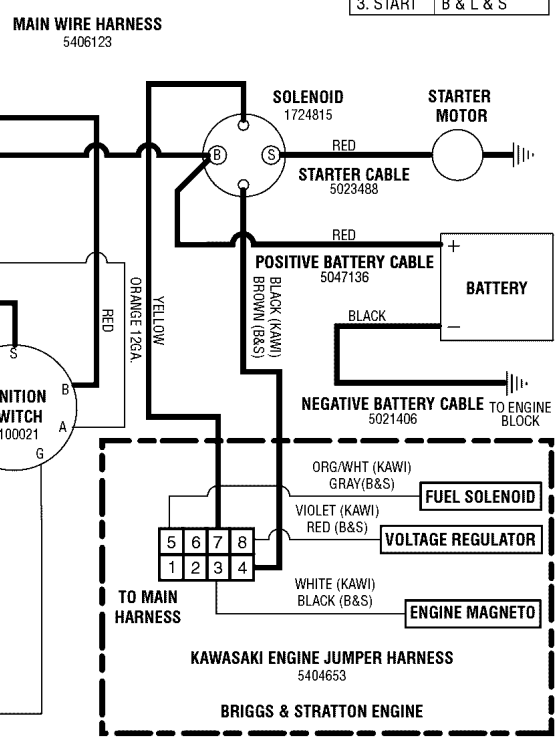 3. START B & L & S
MAIN WIRE HARNESS
5406123
SOLENOID
1724815
STARTER
MOTOR
B
S
RED
STARTER CABLE
5023488
RED
POSITIVE BATTERY CABLE
5047136
+
BATTERY
−
BLACK
RED
ORANGE 12GA.
YELLOW
BLACK (KAWI)
BROWN (B&S)
NEGATIVE BATTERY CABLE
5021406
TO ENGINE
BLOCK
S
B
A
G
NITION
WITCH
100021
ORG/WHT (KAWI)
GRAY(B&S)
FUEL SOLENOID
VIOLET (KAWI)
RED (B&S)
VOLTAGE REGULATOR
5 6 7 8
1 2 3 4
TO MAIN
HARNESS
WHITE (KAWI)
BLACK (B&S)
ENGINE MAGNETO
KAWASAKI ENGINE JUMPER HARNESS
5404653
BRIGGS & STRATTON ENGINE